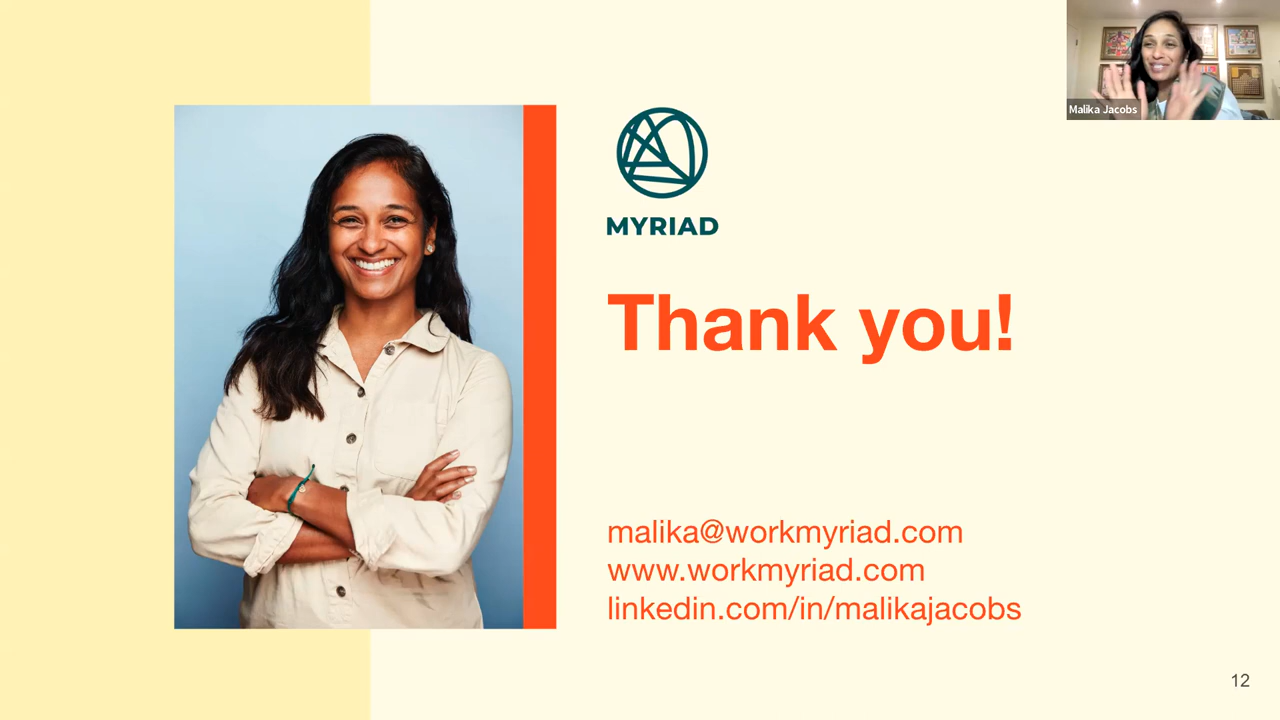 Malika Jacobs
MYRIAD
Thank you!
malika@workmyriad.com
www.workmyriad.com
linkedin.com/in/malikajacobs
12